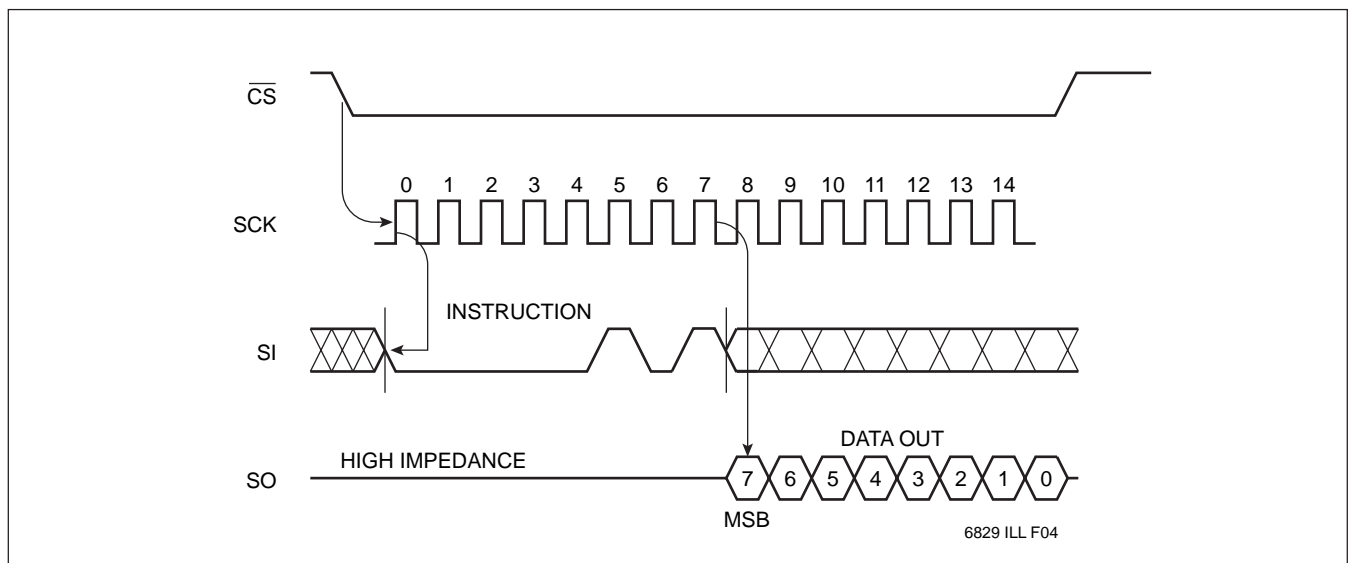 CS
0 1 2 3 4 5 6 7 8 9 10 11 12 13 14
SCK
INSTRUCTION
SI
DATA OUT
HIGH IMPEDANCE
SO
7 6 5 4 3 2 1 0
MSB
6829 ILL F04